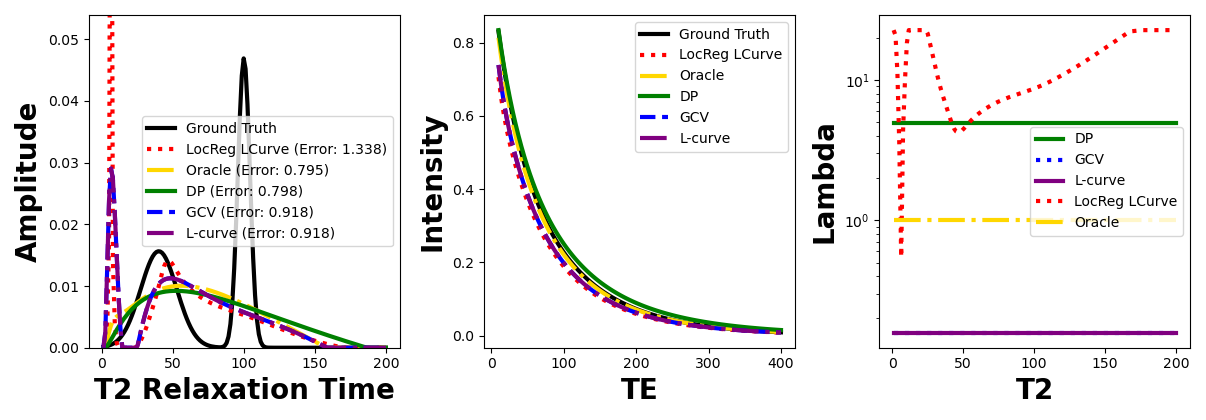 0.05
0.04
0.03
0.02
0.01
0.00
0
50
100
150
200
Amplitude
T2 Relaxation Time
Ground Truth
LocReg LCurve (Error: 1.338)
Oracle (Error: 0.795)
DP (Error: 0.798)
GCV (Error: 0.918)
L-curve (Error: 0.918)
0.8
0.6
0.4
0.2
0.0
0
100
200
300
400
Intensity
TE
Ground Truth
LocReg LCurve
Oracle
DP
GCV
L-curve
10¹
10⁰
0
50
100
150
200
Lambda
T2
DP
GCV
L-curve
LocReg LCurve
Oracle